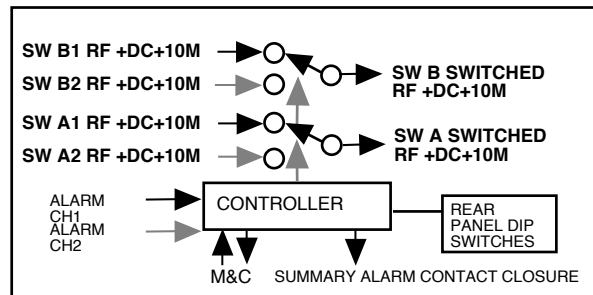 SW B1 RF +DC+10M
SW B2 RF +DC+10M
SW B SWITCHED
RF +DC+10M
SW A1 RF +DC+10M
SW A2 RF +DC+10M
SW A SWITCHED
RF +DC+10M
ALARM
CH1
ALARM
CH2
CONTROLLER
REAR
PANEL DIP
SWITCHES
M&C
SUMMARY ALARM CONTACT CLOSURE